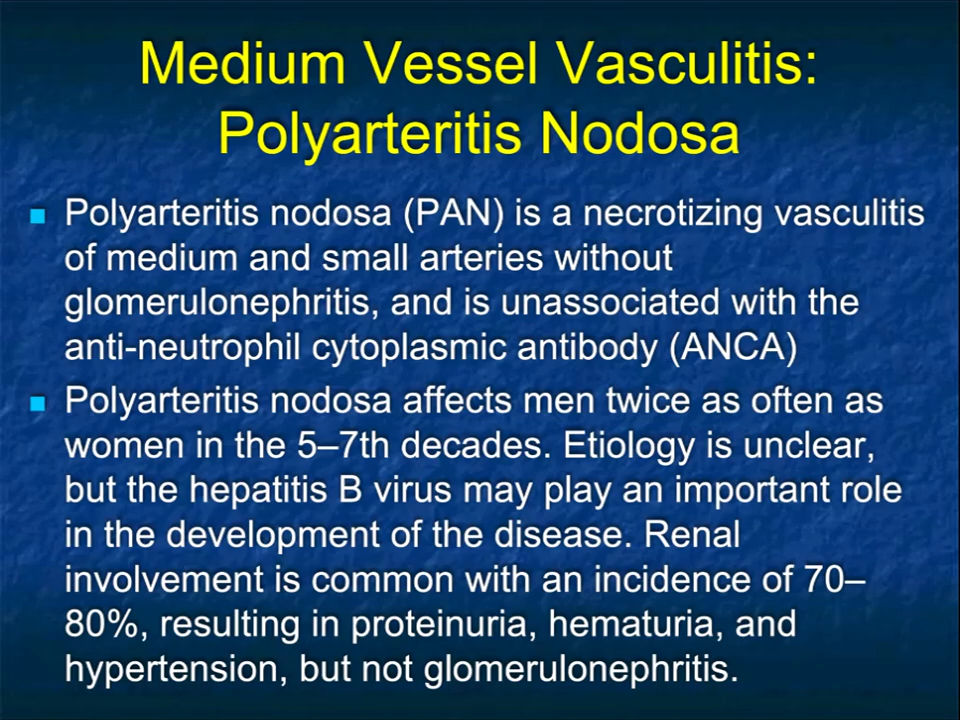 Medium Vessel Vasculitis:
Polyarteritis Nodosa
Polyarteritis nodosa (PAN) is a necrotizing vasculitis
of medium and small arteries without
glomerulonephritis, and is unassociated with the
anti-neutrophil cytoplasmic antibody (ANCA)
Polyarteritis nodosa affects men twice as often as
women in the 5–7th decades. Etiology is unclear,
but the hepatitis B virus may play an important role
in the development of the disease. Renal
involvement is common with an incidence of 70–
80%, resulting in proteinuria, hematuria, and
hypertension, but not glomerulonephritis.